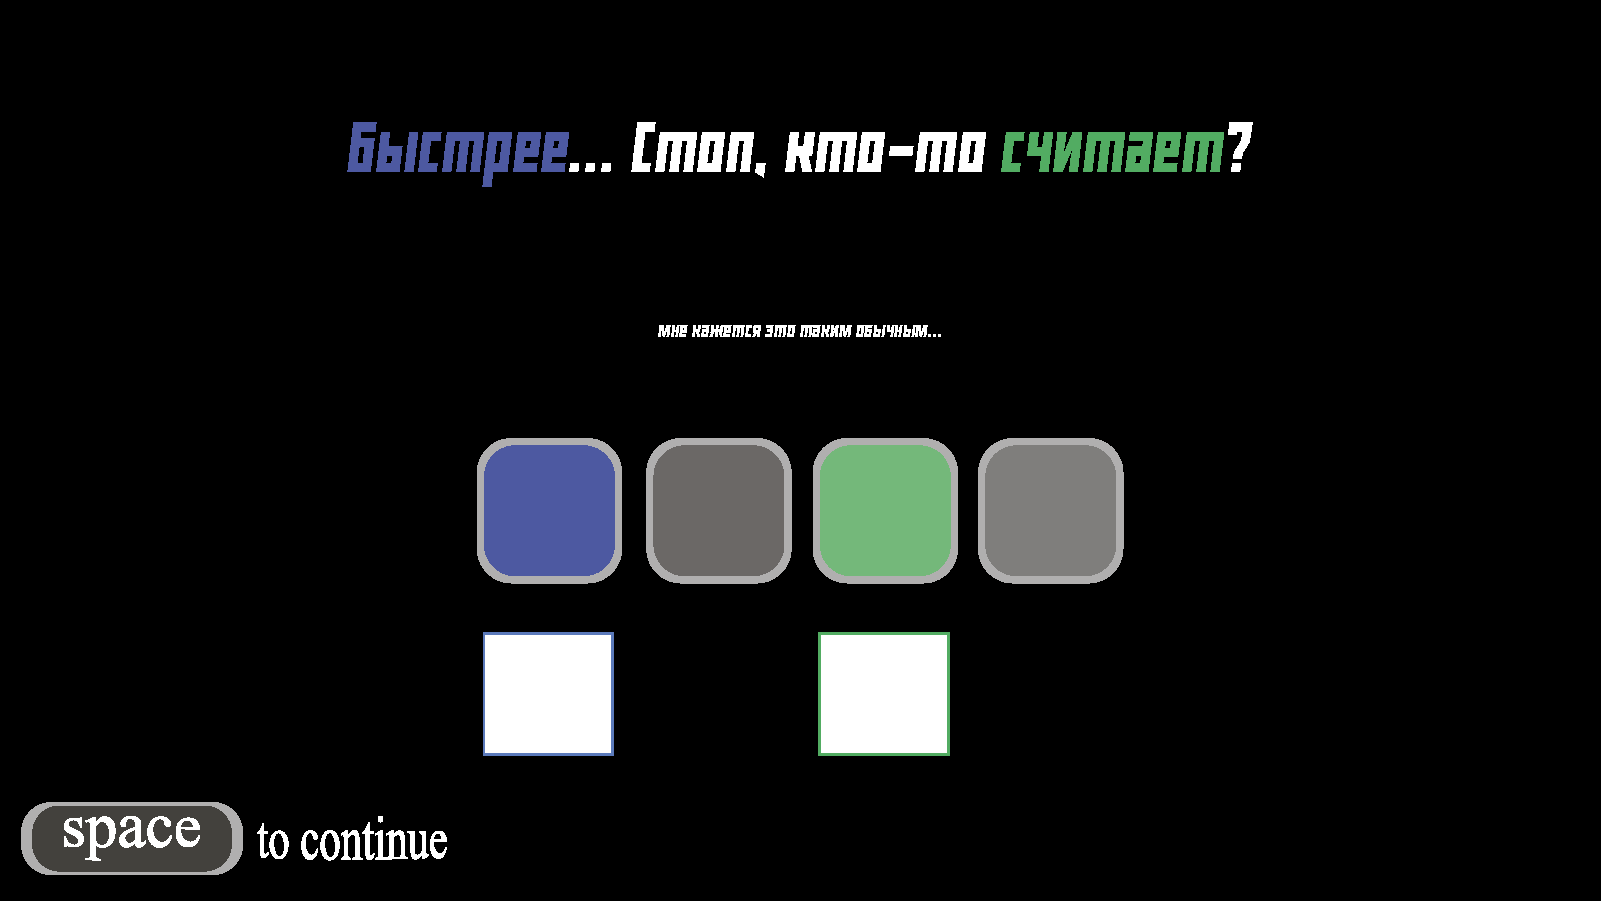 Быстрее... Стоп, кто-то считает?
мне кажется это таким обычным...
space to continue